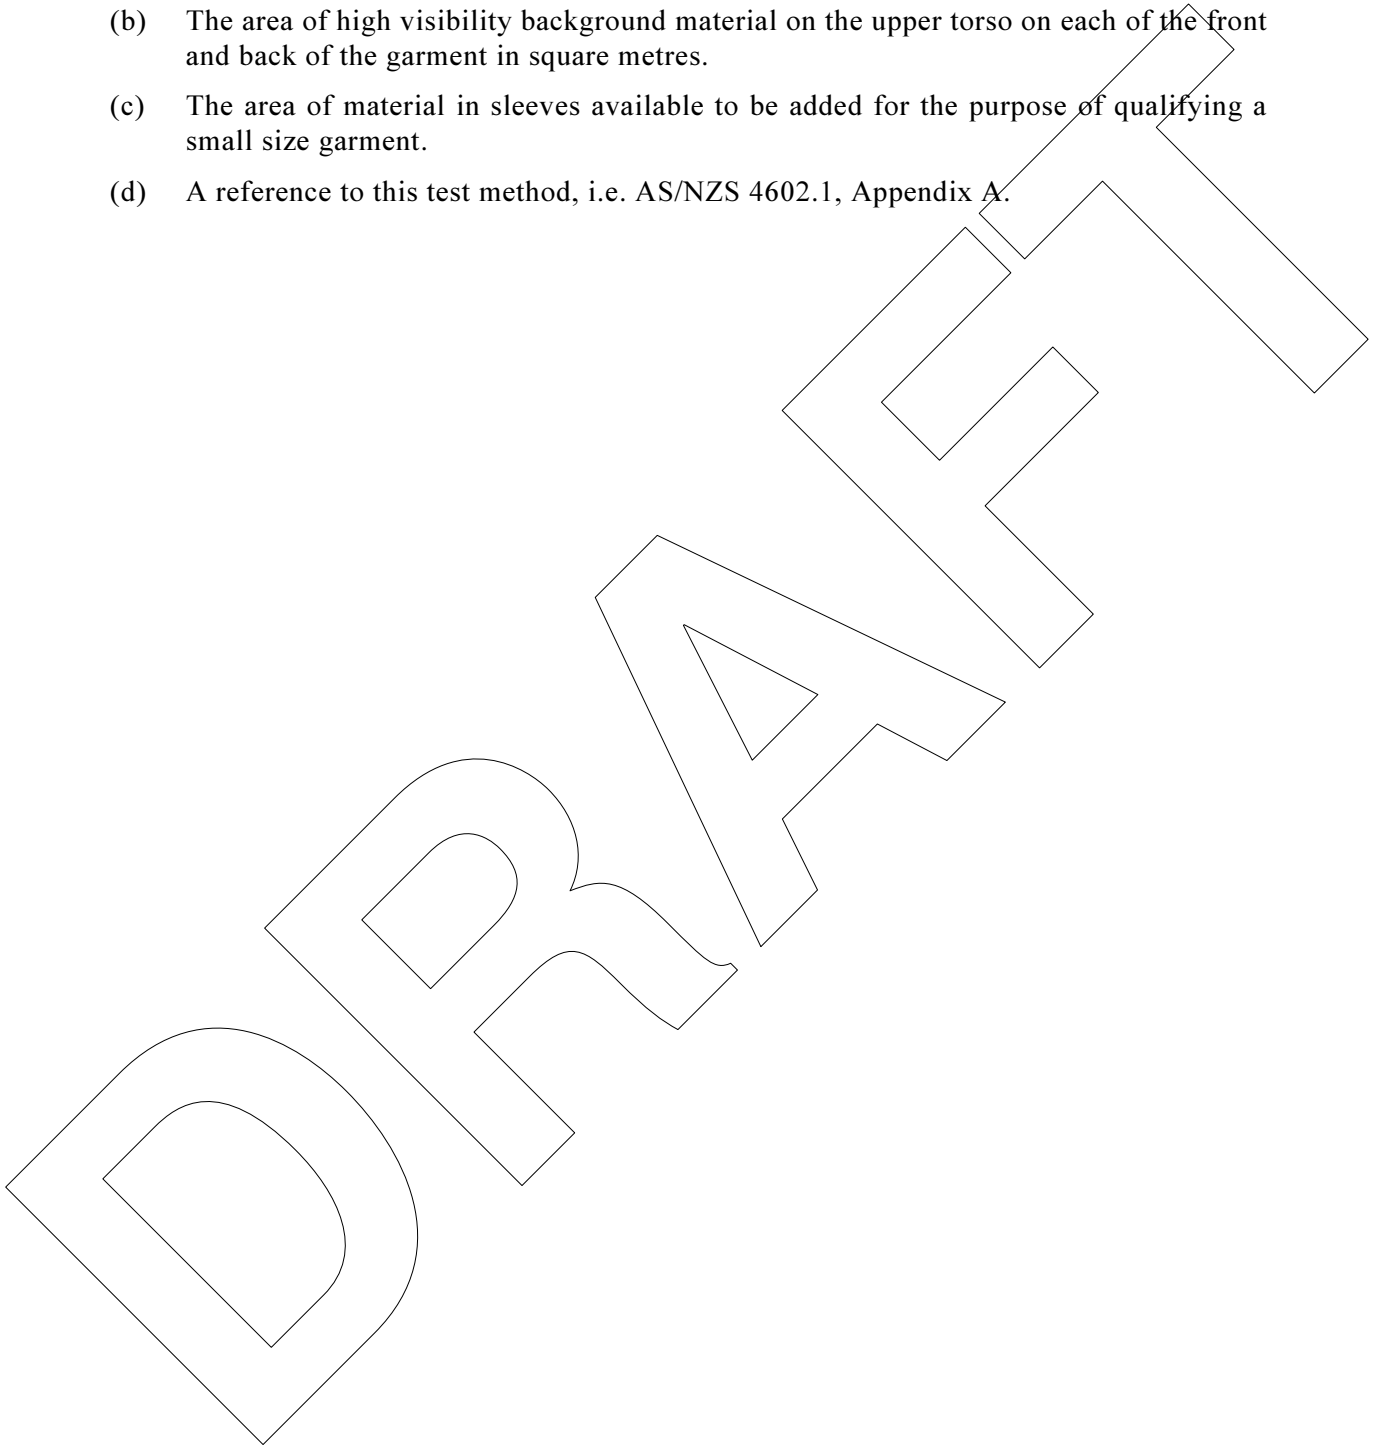 (b) The area of high visibility background material on the upper torso on each of the front
and back of the garment in square metres.
(c) The area of material in sleeves available to be added for the purpose of qualifying a
small size garment.
(d) A reference to this test method, i.e. AS/NZS 4602.1, Appendix A.
DRAFT